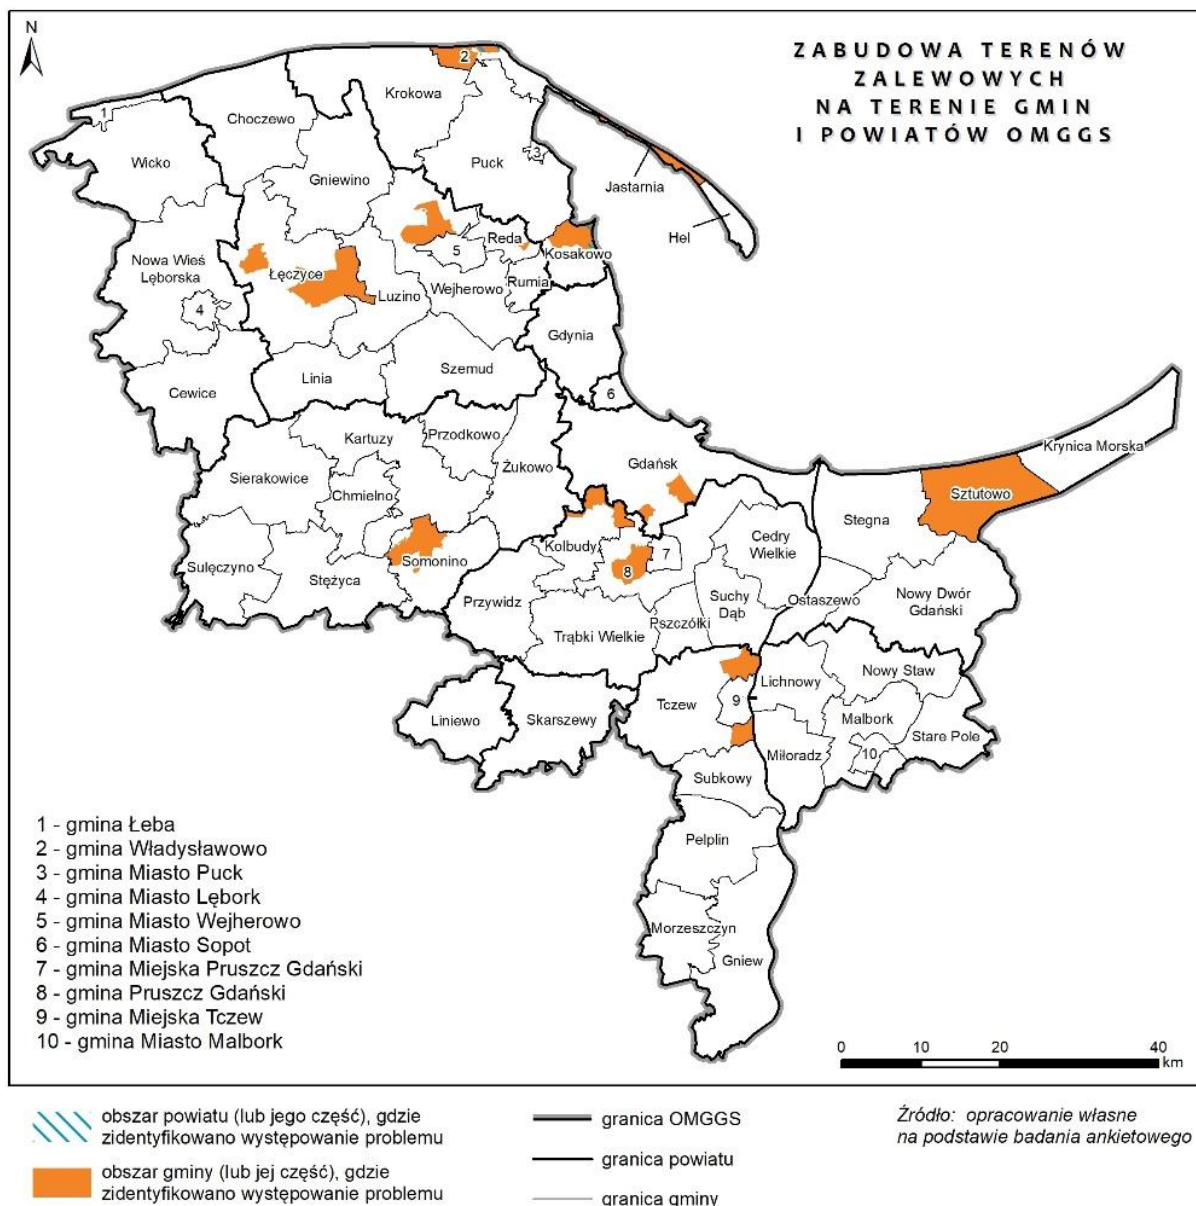 N
ZABUDOWA TERENÓW
ZALEWOWYCH
NA TERENIE GMIN
I POWIATÓW OMGGS
2
Krokowa
1
Choczewo
Wicko
Puck
3
Gniewino
Jastarnia
Hel
Reda
5
Kosakowo
Nowa Wieś
Lęborska
Łęczyce
Luzino
Wejherowo
Rumia
4
Gdynia
Szemud
Linia
Cewice
6
Kartuzy
Przodkowo
Krynica Morska
Sierakowice
Żukowo
Gdańsk
Chmielno
Sztutowo
Stegna
Kolbudy
7
Cedry
Wielkie
Somonino
8
Sulęczyno
Stężyca
Przywidz
Suchy
Dąb
Ostaszewo
Nowy Dwór
Gdański
Pszczółki
Trąbki Wielkie
Lichnowy
Nowy Staw
Tczew
9
Liniewo
Skarszewy
Malbork
Stare Pole
Miłoradz
10
Subkowy
Pelplin
Morzeszczyn
Gniew
1 - gmina Łeba
2 - gmina Władysławowo
3 - gmina Miasto Puck
4 - gmina Miasto Lębork
5 - gmina Miasto Wejherowo
6 - gmina Miasto Sopot
7 - gmina Miejska Pruszcz Gdański
8 - gmina Pruszcz Gdański
9 - gmina Miejska Tczew
10 - gmina Miasto Malbork
0 10 20 40
km
obszar powiatu (lub jego część), gdzie
zidentyfikowano występowanie problemu
obszar gminy (lub jej część), gdzie
zidentyfikowano występowanie problemu
granica OMGGS
granica powiatu
granica gminy
Źródło: opracowanie własne
na podstawie badania ankietowego